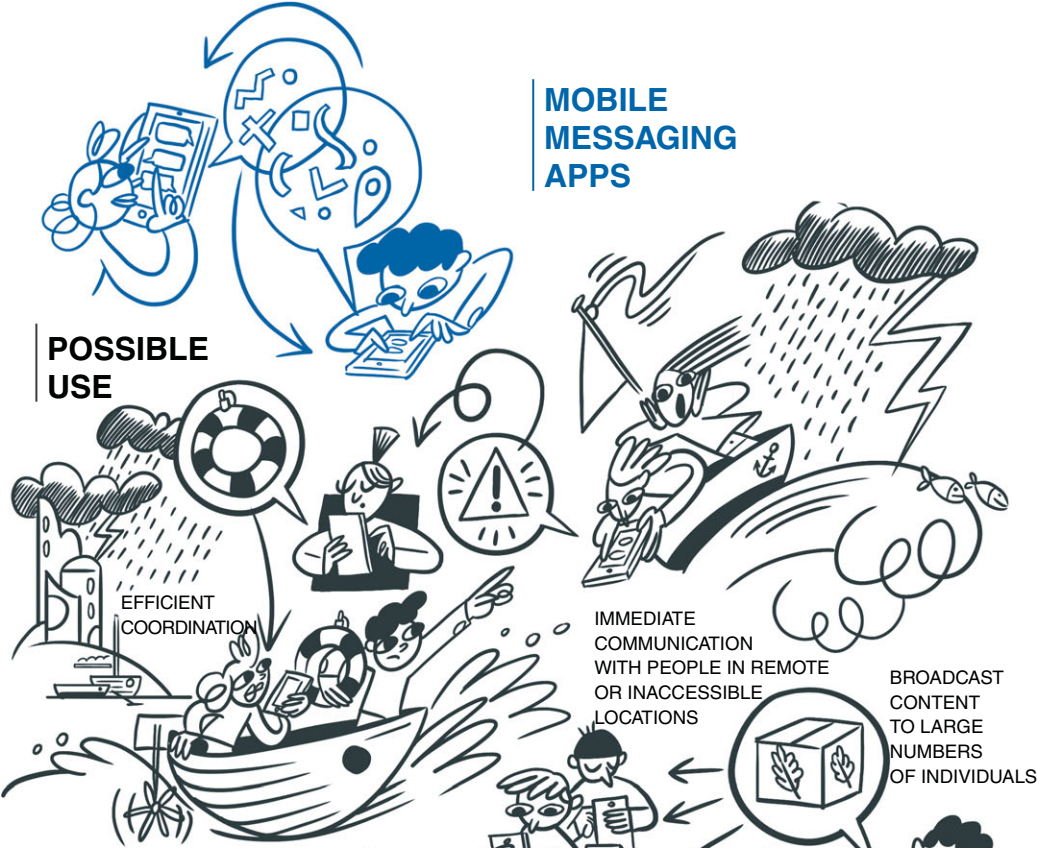 MOBILE
MESSAGING
APPS
POSSIBLE
USE
EFFICIENT
COORDINATION
IMMEDIATE
COMMUNICATION
WITH PEOPLE IN REMOTE
OR INACCESSIBLE
LOCATIONS
BROADCAST
CONTENT
TO LARGE
NUMBERS
OF INDIVIDUALS